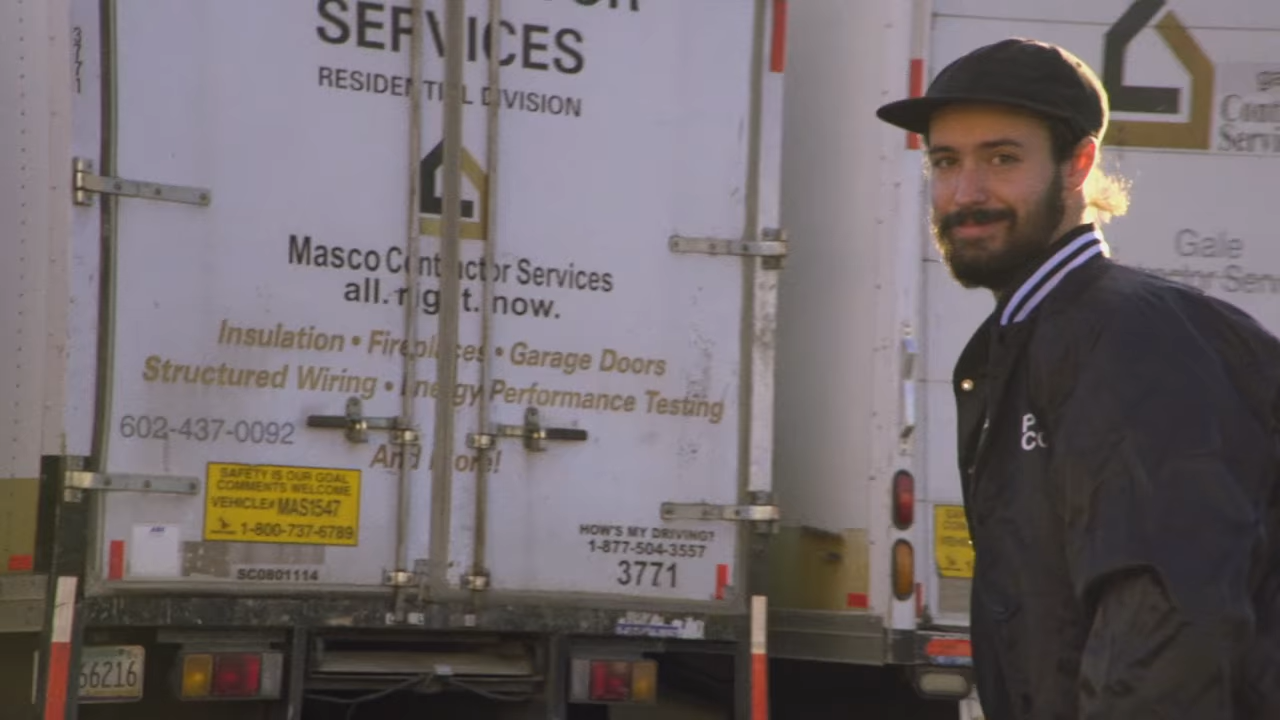 SERVICES
RESIDENTIAL DIVISION
Masco Contractor Services
all. right. now.
Insulation • Fireplaces • Garage Doors
Structured Wiring • Energy Performance Testing
602-437-0092
And more!
SAFETY IS OUR GOAL
COMMENTS WELCOME
VEHICLE# MAS1547
1-800-737-6789
HOW'S MY DRIVING?
1-877-504-3557
3771
SC0801114
66216
3771
Gale